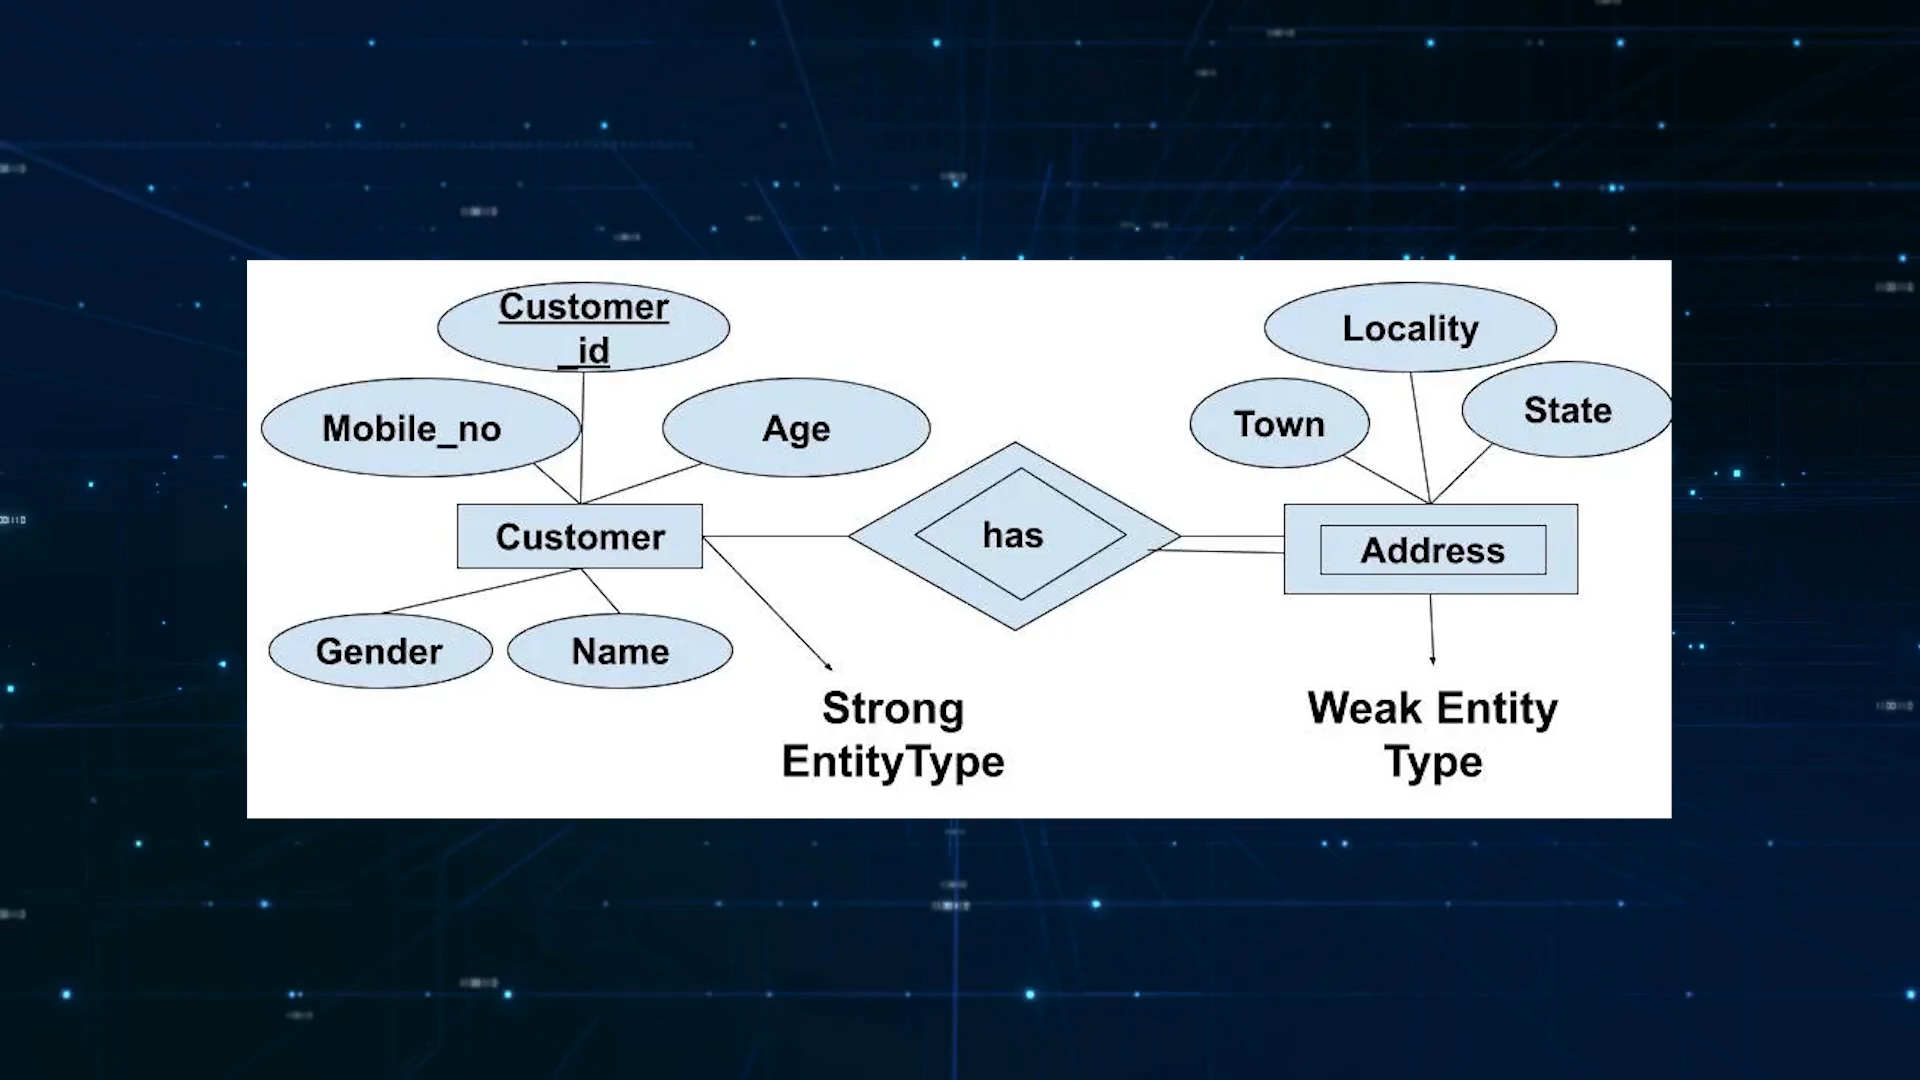 Customer
_id
Locality
State
Town
Mobile_no
Age
Customer
has
Address
Gender
Name
Strong
EntityType
Weak Entity
Type